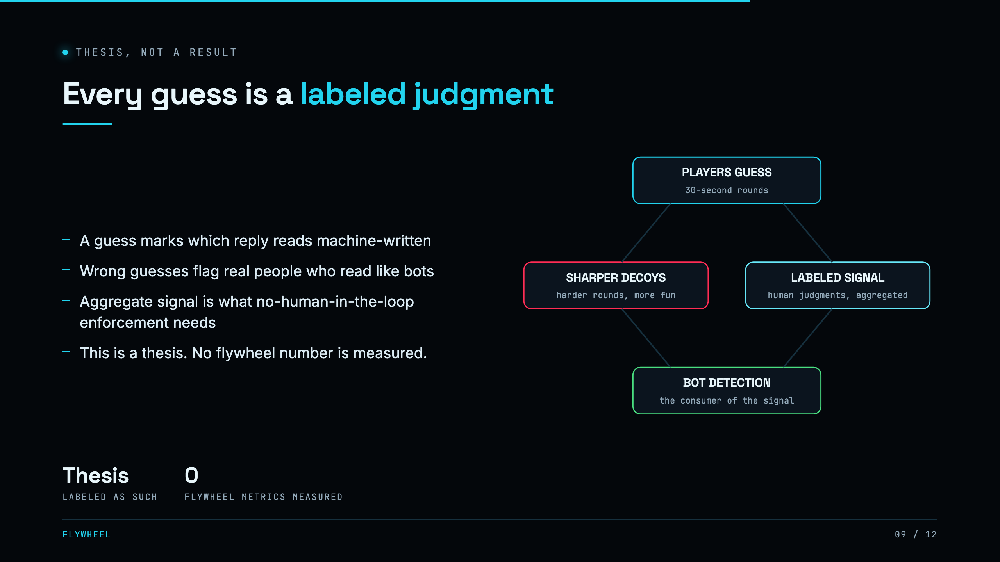 THESIS, NOT A RESULT
Every guess is a labeled judgment
– A guess marks which reply reads machine-written
– Wrong guesses flag real people who read like bots
– Aggregate signal is what no-human-in-the-loop
enforcement needs
– This is a thesis. No flywheel number is measured.
PLAYERS GUESS
30-second rounds
SHARPER DECOYS
harder rounds, more fun
LABELED SIGNAL
human judgments, aggregated
BOT DETECTION
the consumer of the signal
Thesis
LABELED AS SUCH
0
FLYWHEEL METRICS MEASURED
FLYWHEEL
09 / 12